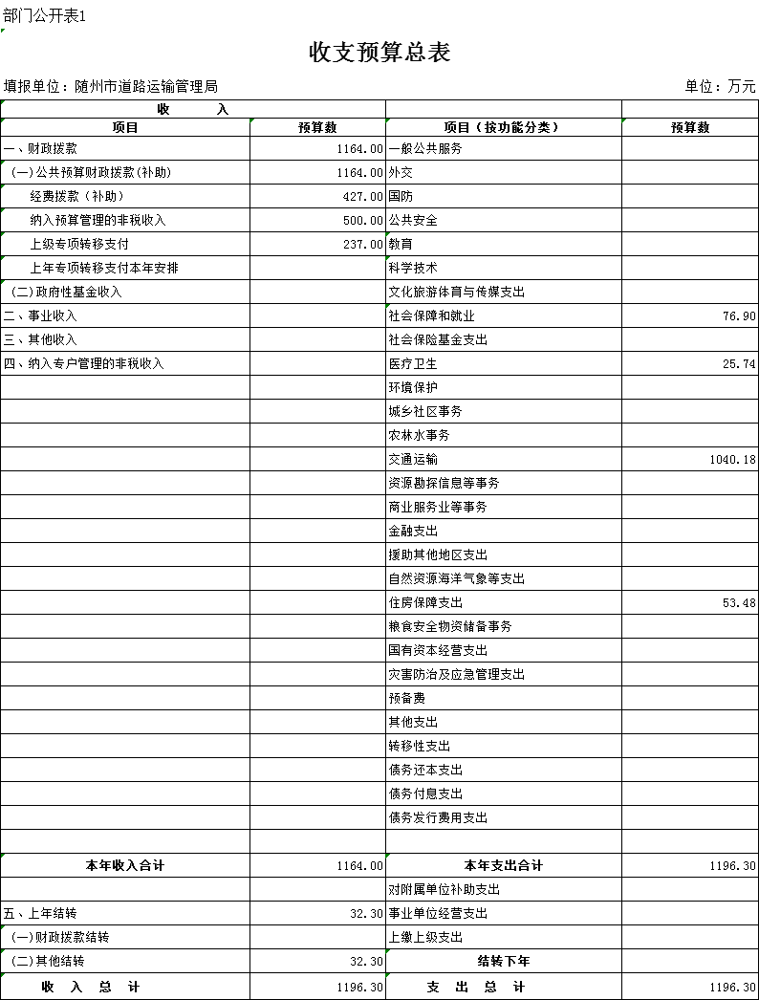 部门公开表1
收支预算总表
填报单位：随州市道路运输管理局 单位：万元
收 入
项目 预算数 项目（按功能分类） 预算数
一、财政拨款 1164.00 一般公共服务
(一)公共预算财政拨款(补助) 1164.00 外交
经费拨款（补助） 427.00 国防
纳入预算管理的非税收入 500.00 公共安全
上级专项转移支付 237.00 教育
上年专项转移支付本年安排 科学技术
(二)政府性基金收入 文化旅游体育与传媒支出
二、事业收入 社会保障和就业 76.90
三、其他收入 社会保险基金支出
四、纳入专户管理的非税收入 医疗卫生 25.74
环境保护
城乡社区事务
农林水事务
交通运输 1040.18
资源勘探信息等事务
商业服务业等事务
金融支出
援助其他地区支出
自然资源海洋气象等支出
住房保障支出 53.48
粮食安全物资储备事务
国有资本经营支出
灾害防治及应急管理支出
预备费
其他支出
转移性支出
债务还本支出
债务付息支出
债务发行费用支出
本年收入合计 1164.00 本年支出合计 1196.30
对附属单位补助支出
五、上年结转 32.30 事业单位经营支出
(一)财政拨款结转 上缴上级支出
(二)其他结转 32.30 结转下年
收 入 总 计 1196.30 支 出 总 计 1196.30